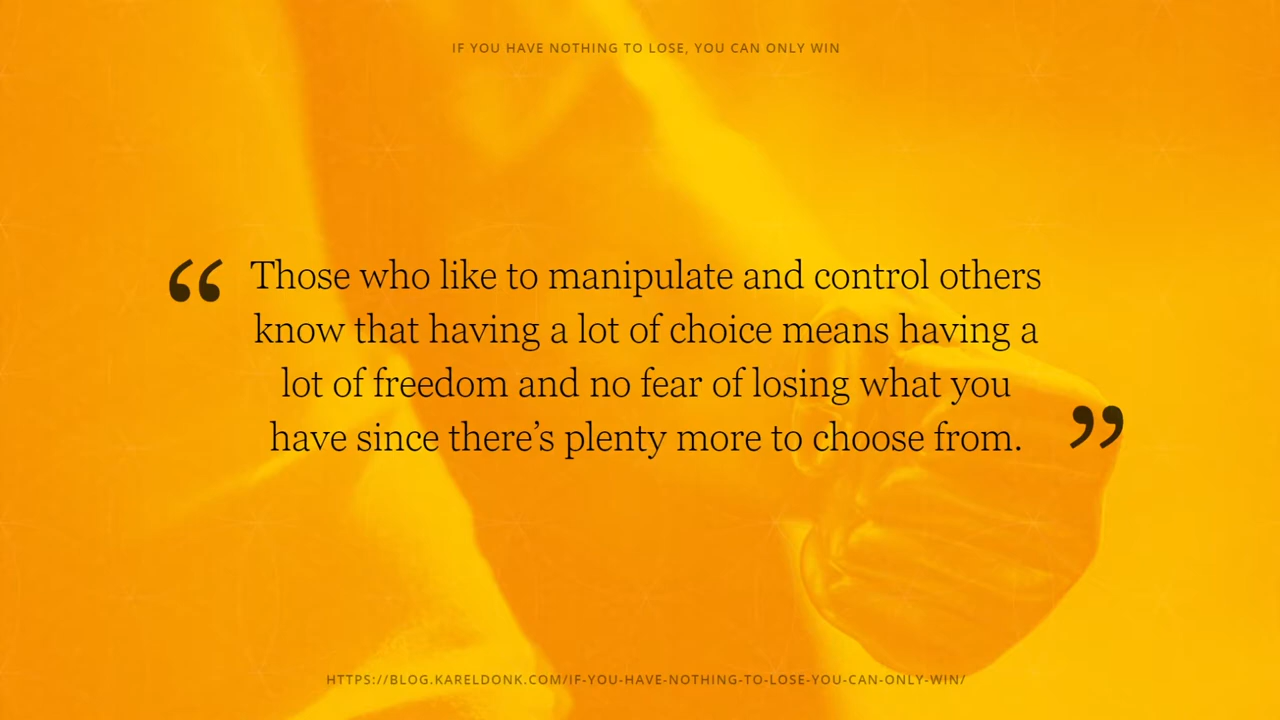 IF YOU HAVE NOTHING TO LOSE, YOU CAN ONLY WIN
“Those who like to manipulate and control others
know that having a lot of choice means having a
lot of freedom and no fear of losing what you
have since there’s plenty more to choose from.”
HTTPS://BLOG.KARELDONK.COM/IF-YOU-HAVE-NOTHING-TO-LOSE-YOU-CAN-ONLY-WIN/